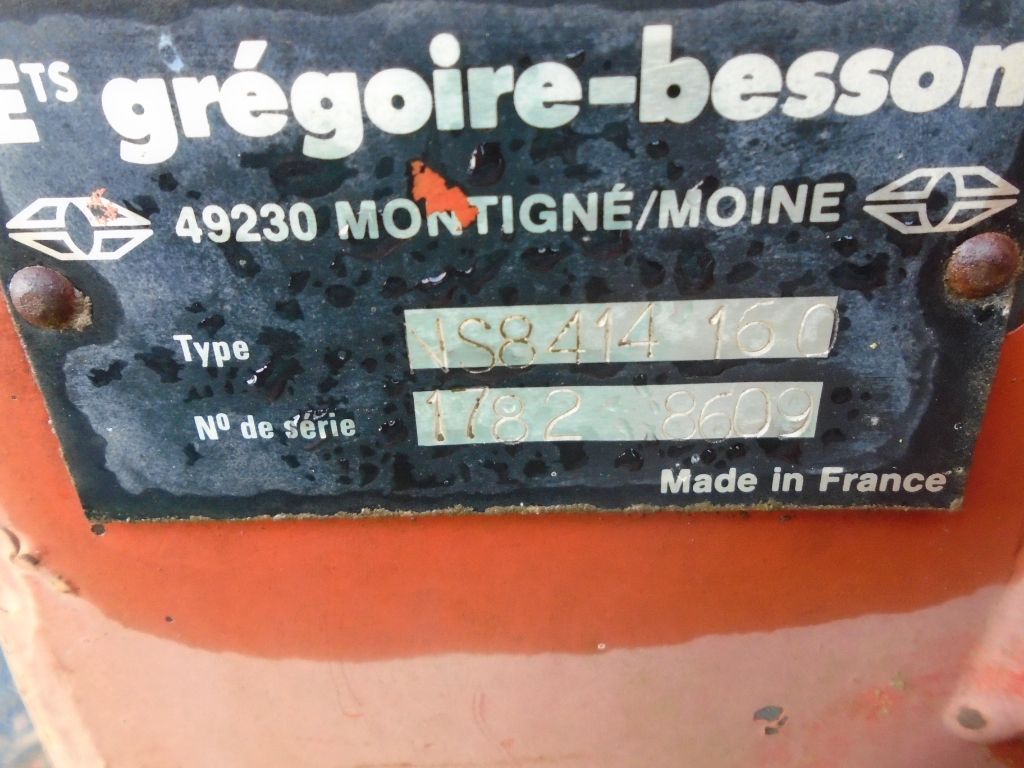 ETS grégoire-besson
49230 MONTIGNÉ/MOINE
Type NS8414 160
Nº de série 1782 8609
Made in France